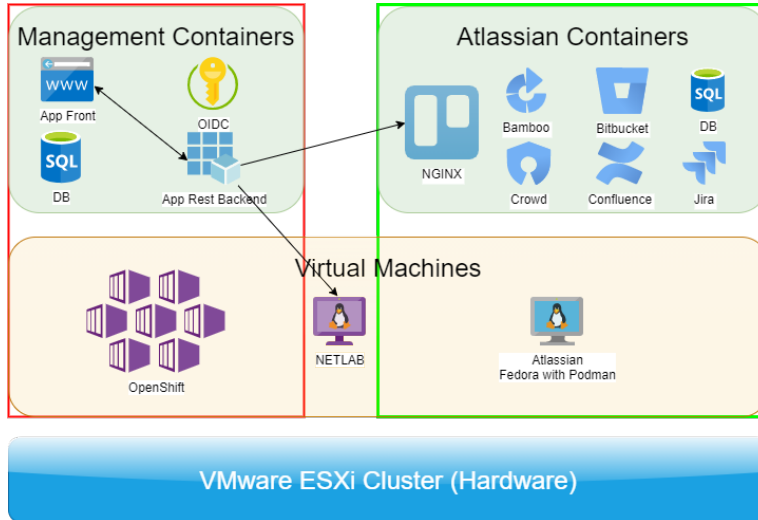 Management Containers
Atlassian Containers
WWW
App Front
OIDC
SQL
DB
App Rest Backend
NGINX
Bamboo
Bitbucket
SQL
DB
Crowd
Confluence
Jira
Virtual Machines
OpenShift
NETLAB
Atlassian
Fedora with Podman
VMware ESXi Cluster (Hardware)